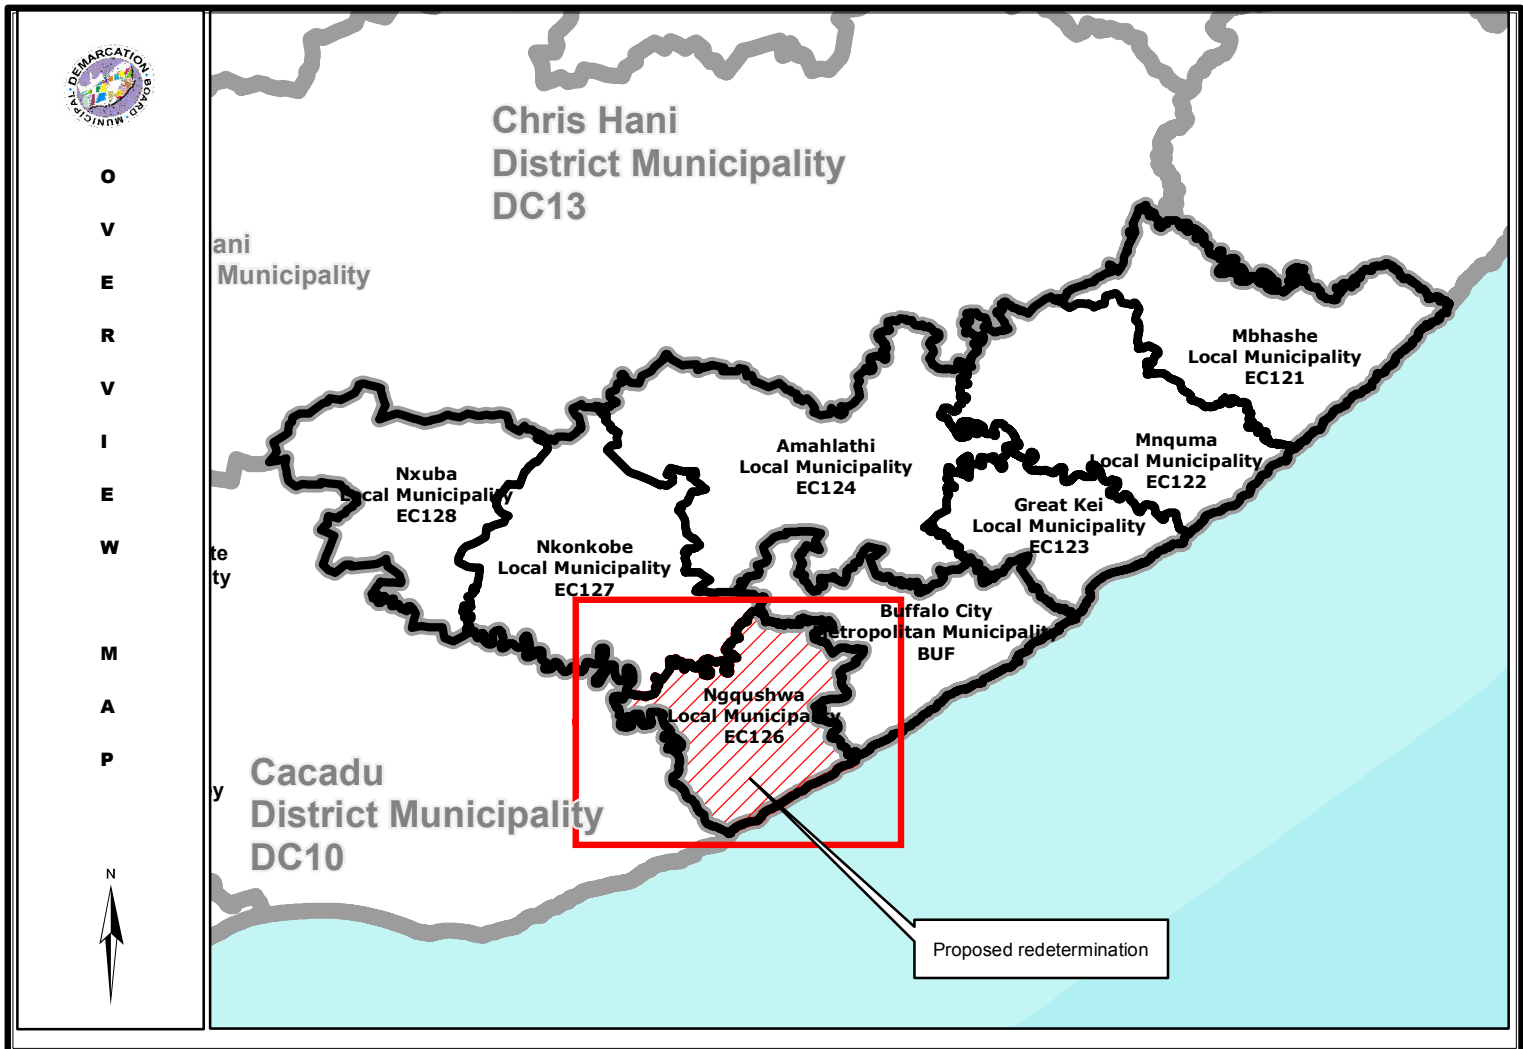 MUNICIPAL DEMARCATION BOARD
OVERVIEW MAP
N
Chris Hani
District Municipality
DC13
ani
Municipality
Mbhashe
Local Municipality
EC121
Mnquma
Local Municipality
EC122
Amahlathi
Local Municipality
EC124
Great Kei
Local Municipality
EC123
Nxuba
Local Municipality
EC128
Nkonkobe
Local Municipality
EC127
te
ty
Buffalo City
Metropolitan Municipality
BUF
Ngqushwa
Local Municipality
EC126
Cacadu
District Municipality
DC10
y
Proposed redetermination